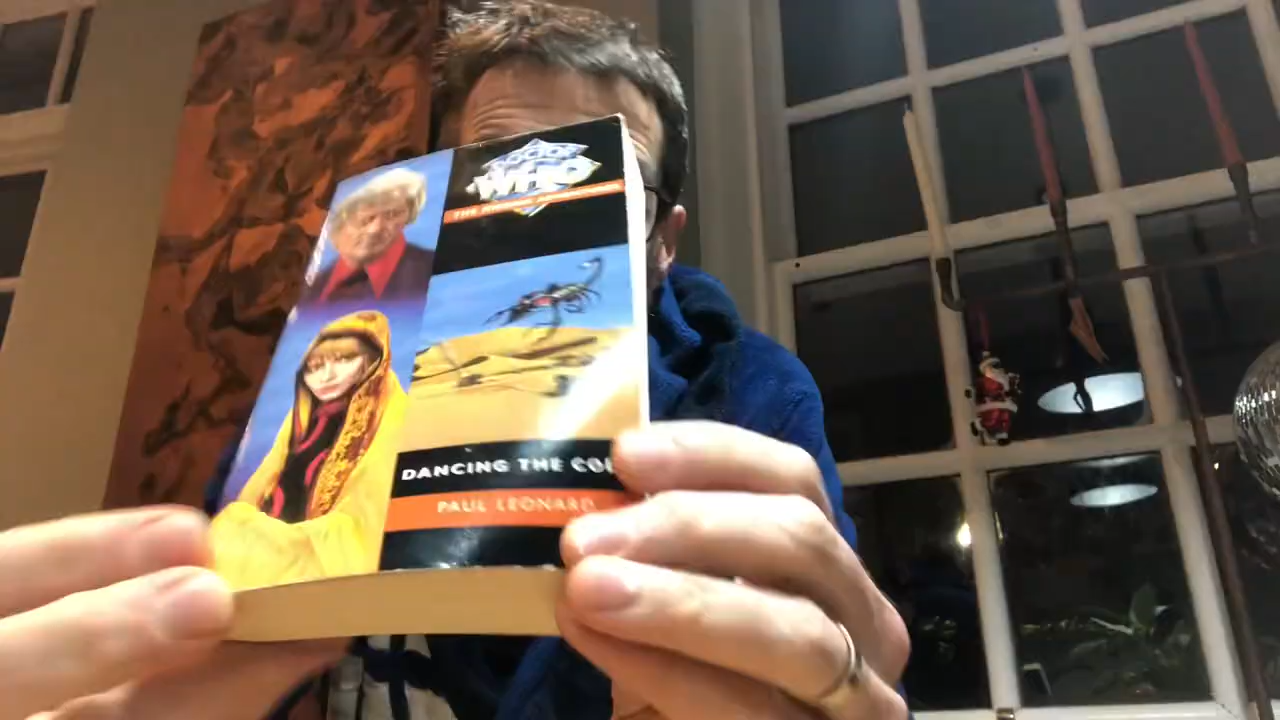 DOCTOR
WHO
THE MISSING ADVENTURES
DANCING THE CO
PAUL LEONARD